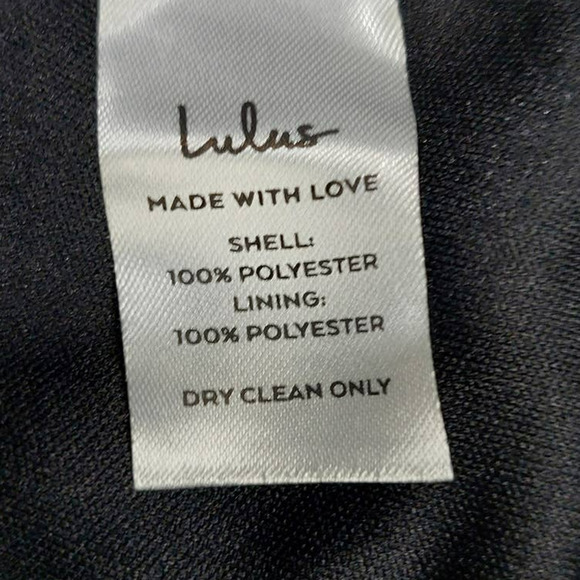 Lulus
MADE WITH LOVE
SHELL:
100% POLYESTER
LINING:
100% POLYESTER
DRY CLEAN ONLY